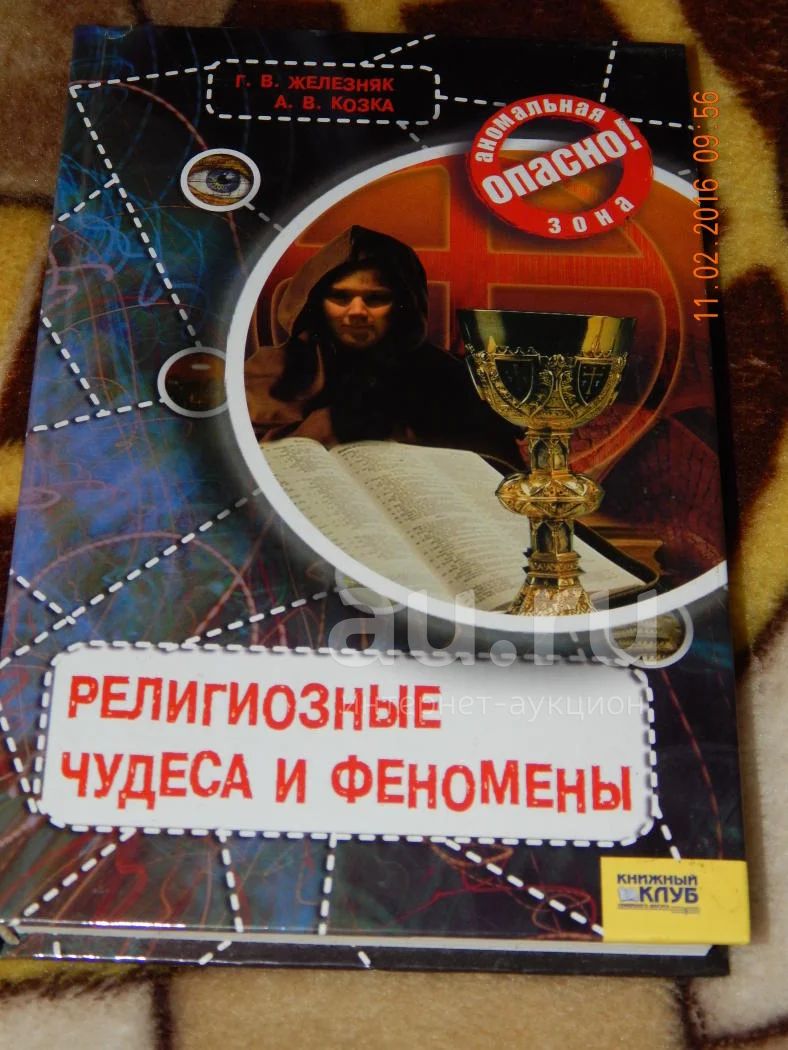 Г. В. ЖЕЛЕЗНЯК
А. В. КОЗКА
аномальная
ОПАСНО!
зона
11.02.2016 09:56
au.ru
интернет-аукцион
РЕЛИГИОЗНЫЕ
ЧУДЕСА И ФЕНОМЕНЫ
КНИЖНЫЙ
КЛУБ